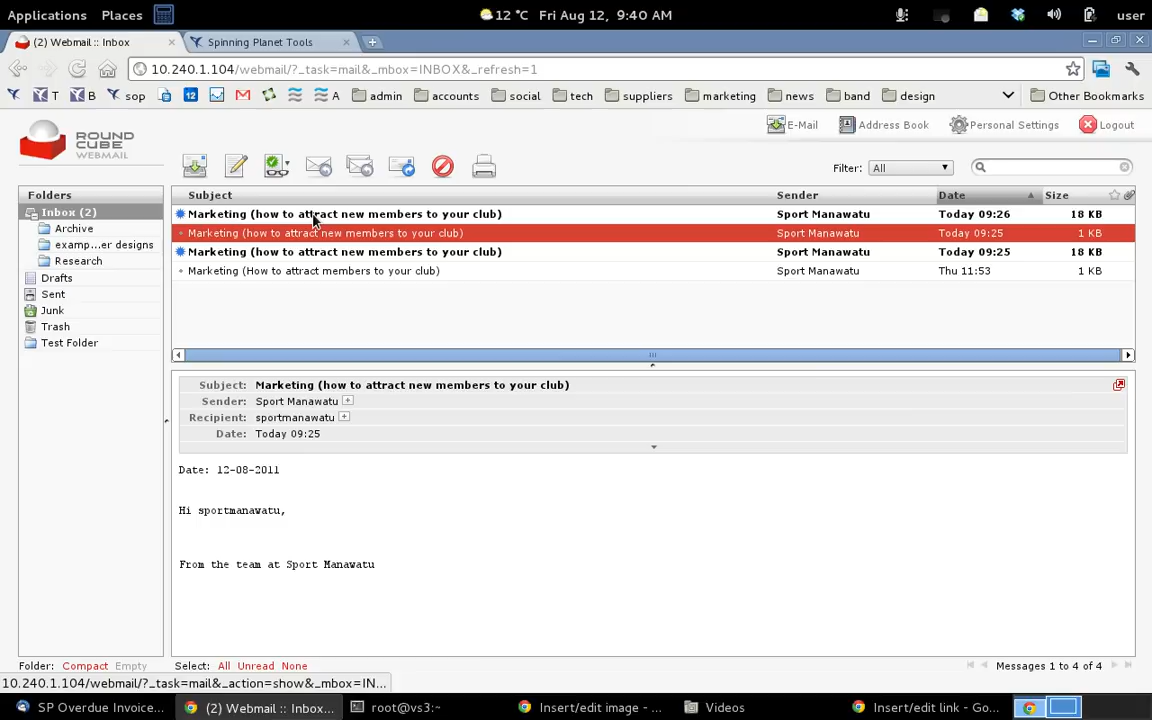 Applications Places 12 °C Fri Aug 12, 9:40 AM user
(2) Webmail :: Inbox Spinning Planet Tools
10.240.1.104/webmail/?_task=mail&_mbox=INBOX&_refresh=1
T B sop 12 A admin accounts social tech suppliers marketing news band design Other Bookmarks
ROUND CUBE WEBMAIL
E-Mail Address Book Personal Settings Logout
Filter: All
Folders
Inbox (2)
Archive
examp...er designs
Research
Drafts
Sent
Junk
Trash
Test Folder
Subject Sender Date Size
Marketing (how to attract new members to your club) Sport Manawatu Today 09:26 18 KB
Marketing (how to attract new members to your club) Sport Manawatu Today 09:25 1 KB
Marketing (how to attract new members to your club) Sport Manawatu Today 09:25 18 KB
Marketing (How to attract members to your club) Sport Manawatu Thu 11:53 1 KB
Subject: Marketing (how to attract new members to your club)
Sender: Sport Manawatu
Recipient: sportmanawatu
Date: Today 09:25
Date: 12-08-2011
Hi sportmanawatu,
From the team at Sport Manawatu
Folder: Compact Empty Select: All Unread None Messages 1 to 4 of 4
10.240.1.104/webmail/?_task=mail&_action=show&_mbox=IN...
SP Overdue Invoice... (2) Webmail :: Inbox... root@vs3:~ Insert/edit image - ... Videos Insert/edit link - Go...